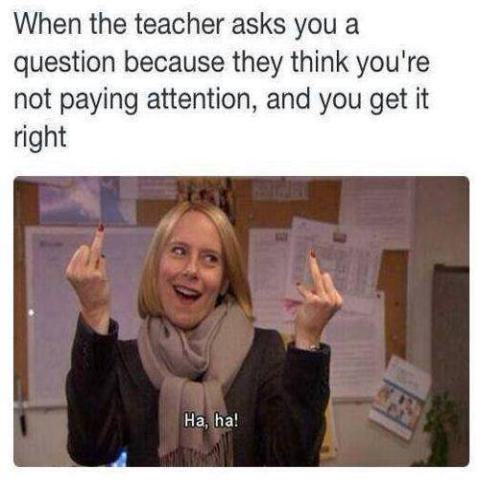 When the teacher asks you a
question because they think you're
not paying attention, and you get it
right
Ha, ha!